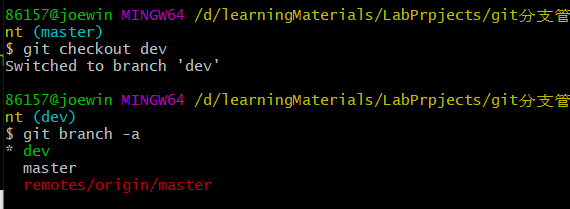 86157@joewin MINGW64 /d/learningMaterials/LabPrpjects/git分支管
nt (master)
$ git checkout dev
Switched to branch 'dev'
86157@joewin MINGW64 /d/learningMaterials/LabPrpjects/git分支管
nt (dev)
$ git branch -a
* dev
master
remotes/origin/master